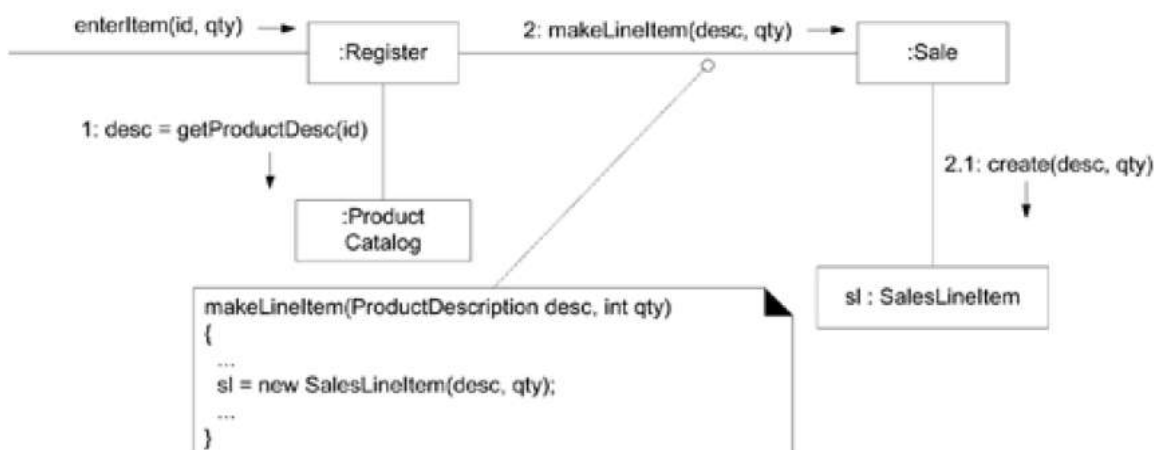 enterItem(id, qty)
:Register
2: makeLineItem(desc, qty)
:Sale
1: desc = getProductDesc(id)
:Product
Catalog
2.1: create(desc, qty)
sl : SalesLineItem
makeLineItem(ProductDescription desc, int qty)
{
...
sl = new SalesLineItem(desc, qty);
...
}